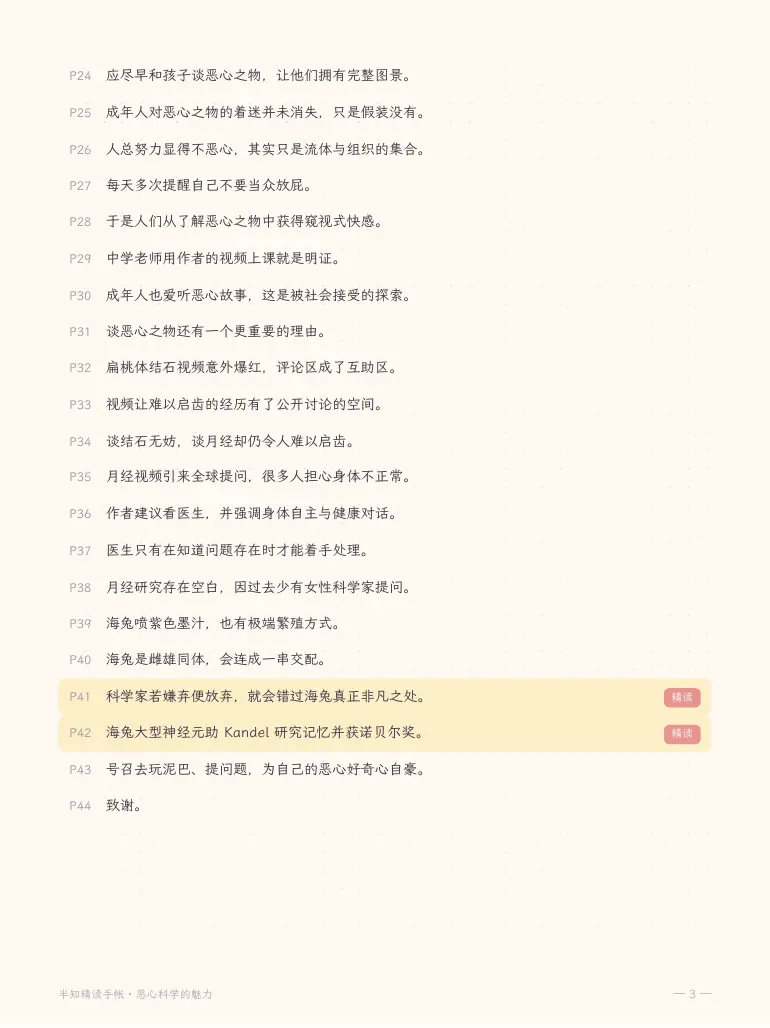 P24 应尽早和孩子谈恶心之物，让他们拥有完整图景。
P25 成年人对恶心之物的着迷并未消失，只是假装没有。
P26 人总努力显得不恶心，其实只是流体与组织的集合。
P27 每天多次提醒自己不要当众放屁。
P28 于是人们从了解恶心之物中获得窥视式快感。
P29 中学老师用作者的视频上课就是明证。
P30 成年人也爱听恶心故事，这是被社会接受的探索。
P31 谈恶心之物还有一个更重要的理由。
P32 扁桃体结石视频意外爆红，评论区成了互助区。
P33 视频让难以启齿的经历有了公开讨论的空间。
P34 谈结石无妨，谈月经却仍令人难以启齿。
P35 月经视频引来全球提问，很多人担心身体不正常。
P36 作者建议看医生，并强调身体自主与健康对话。
P37 医生只有在知道问题存在时才能着手处理。
P38 月经研究存在空白，因过去少有女性科学家提问。
P39 海兔喷紫色墨汁，也有极端繁殖方式。
P40 海兔是雌雄同体，会连成一串交配。
P41 科学家若嫌弃便放弃，就会错过海兔真正非凡之处。 精读
P42 海兔大型神经元助 Kandel 研究记忆并获诺贝尔奖。 精读
P43 号召去玩泥巴、提问题，为自己的恶心好奇心自豪。
P44 致谢。
半知精读手帐·恶心科学的魅力 — 3 —